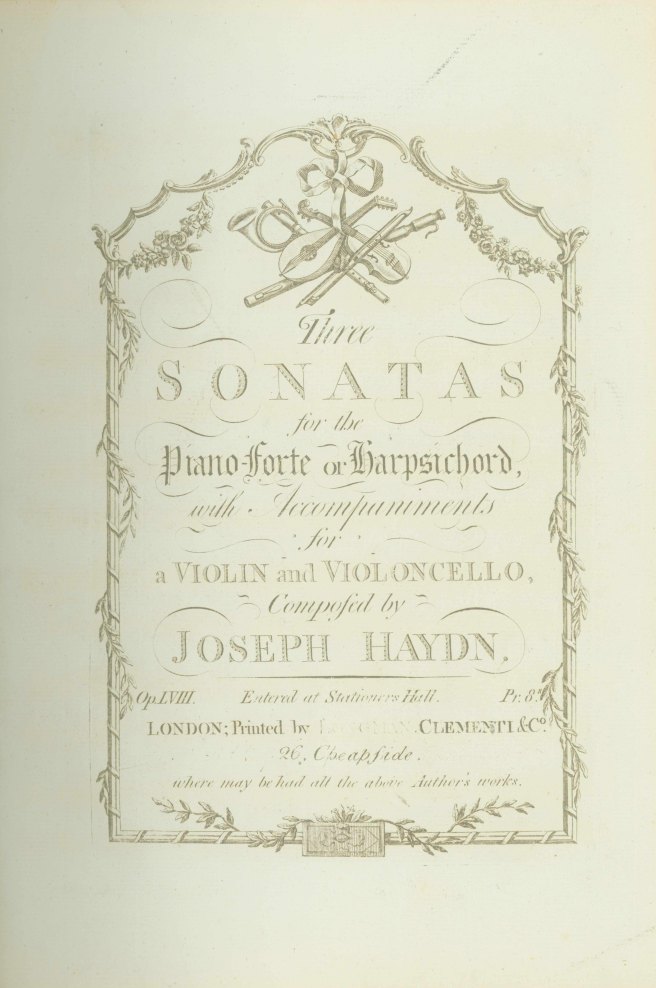 Three
SONATAS
for the
Piano-Forte or Harpsichord,
with Accompaniments
for
a VIOLIN and VIOLONCELLO,
Compoſed by
JOSEPH HAYDN.
Op. LVIII. Entered at Stationers Hall. Pr. 8.s
LONDON; Printed by CLEMENTI & Co.
26, Cheapſide.
where may be had all the above Author's works.